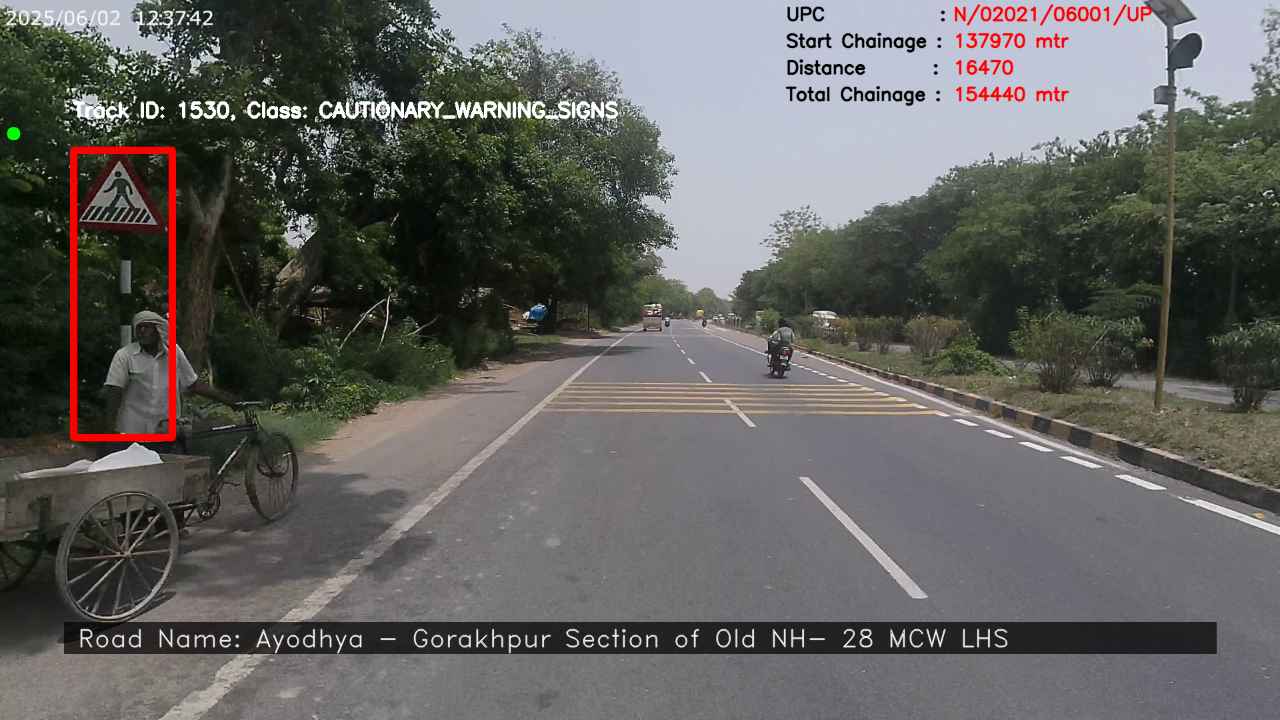 2025/06/02 12:37:42
UPC : N/02021/06001/UP
Start Chainage : 137970 mtr
Distance : 16470
Total Chainage : 154440 mtr
Track ID: 1530, Class: CAUTIONARY_WARNING_SIGNS
Road Name: Ayodhya - Gorakhpur Section of Old NH- 28 MCW LHS